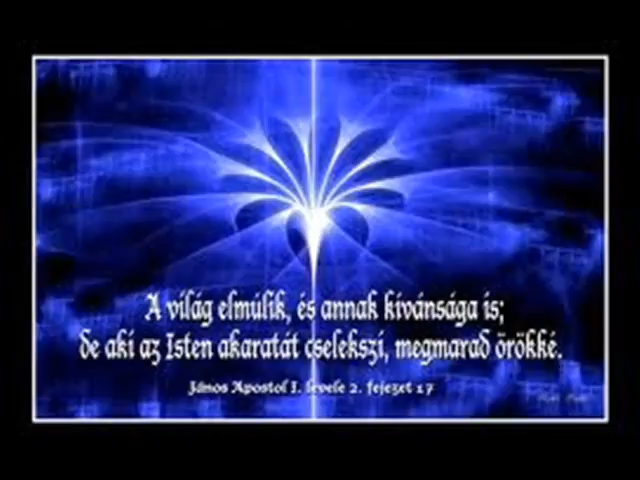 A világ elmúlik, és annak kívánsága is;
de aki az Isten akaratát cselekszi, megmarad örökké.
János Apostol I. levele 2. fejezet 17